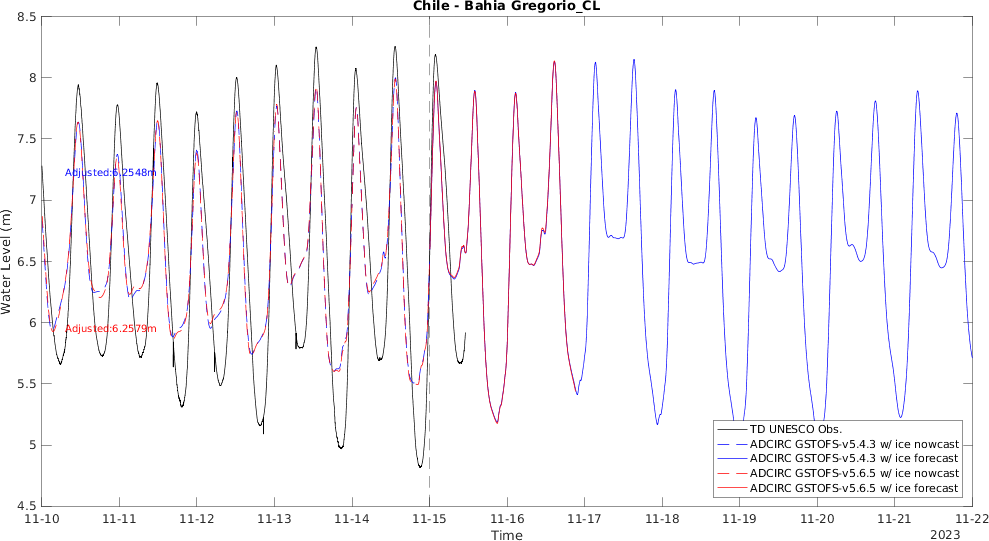 Chile - Bahia Gregorio_CL
8.5
8
7.5
7
6.5
6
5.5
5
4.5
Water Level (m)
Adjusted:6.2548m
Adjusted:6.2579m
TD UNESCO Obs.
ADCIRC GSTOFS-v5.4.3 w/ ice nowcast
ADCIRC GSTOFS-v5.4.3 w/ ice forecast
ADCIRC GSTOFS-v5.6.5 w/ ice nowcast
ADCIRC GSTOFS-v5.6.5 w/ ice forecast
11-10 11-11 11-12 11-13 11-14 11-15 11-16 11-17 11-18 11-19 11-20 11-21 11-22
Time
2023